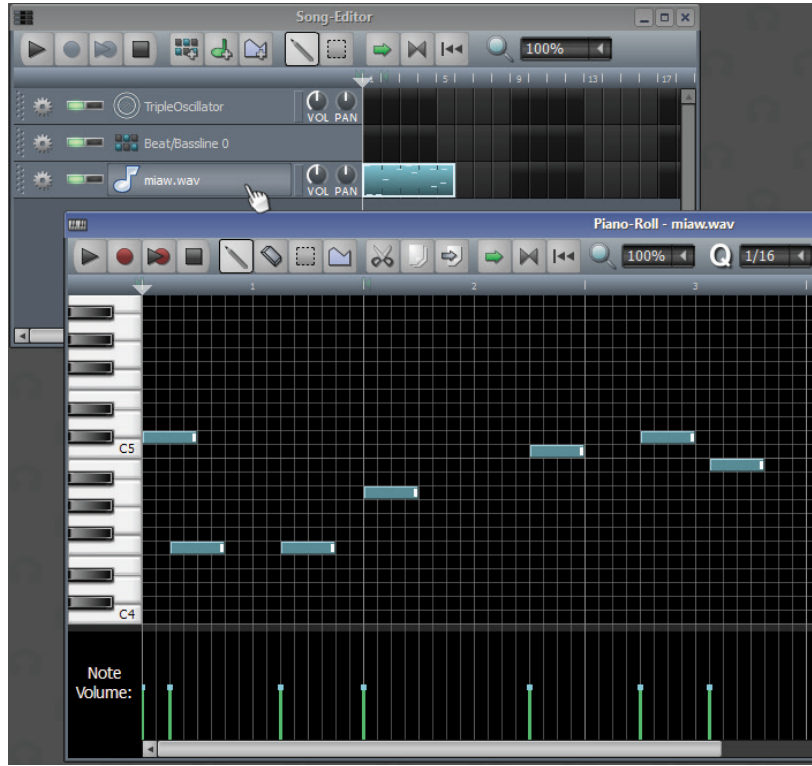 Song-Editor
100%
1 5 9 13 17
TripleOscillator
VOL PAN
Beat/Bassline 0
miaw.wav
VOL PAN
Piano-Roll - miaw.wav
100% Q 1/16
1 2 3
C5
C4
Note
Volume: